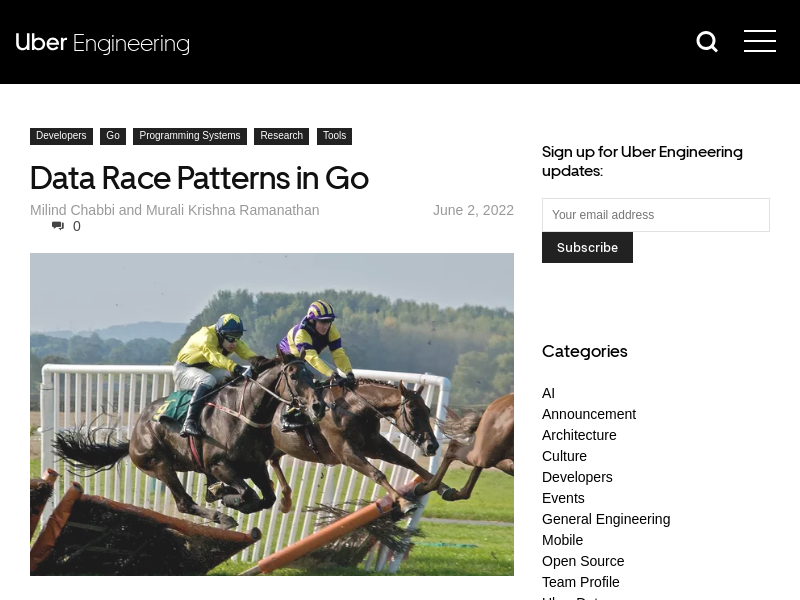 Uber Engineering
Developers Go Programming Systems Research Tools
Data Race Patterns in Go
Milind Chabbi and Murali Krishna Ramanathan June 2, 2022
0
Sign up for Uber Engineering
updates:
Your email address
Subscribe
Categories
AI
Announcement
Architecture
Culture
Developers
Events
General Engineering
Mobile
Open Source
Team Profile